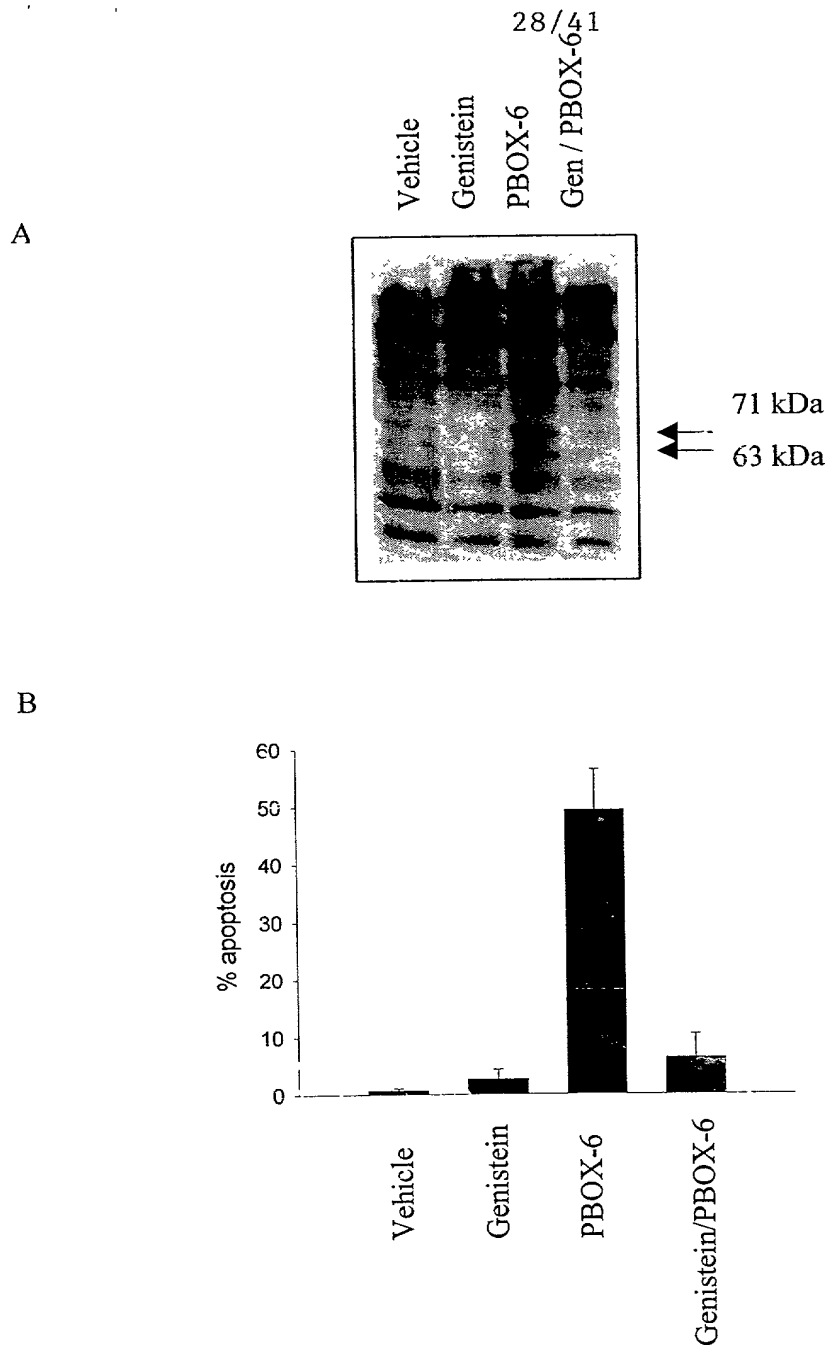 28/41
Vehicle
Genistein
PBOX-6
Gen / PBOX-6
A
71 kDa
63 kDa
B
60
50
40
30
20
10
0
% apoptosis
Vehicle
Genistein
PBOX-6
Genistein/PBOX-6